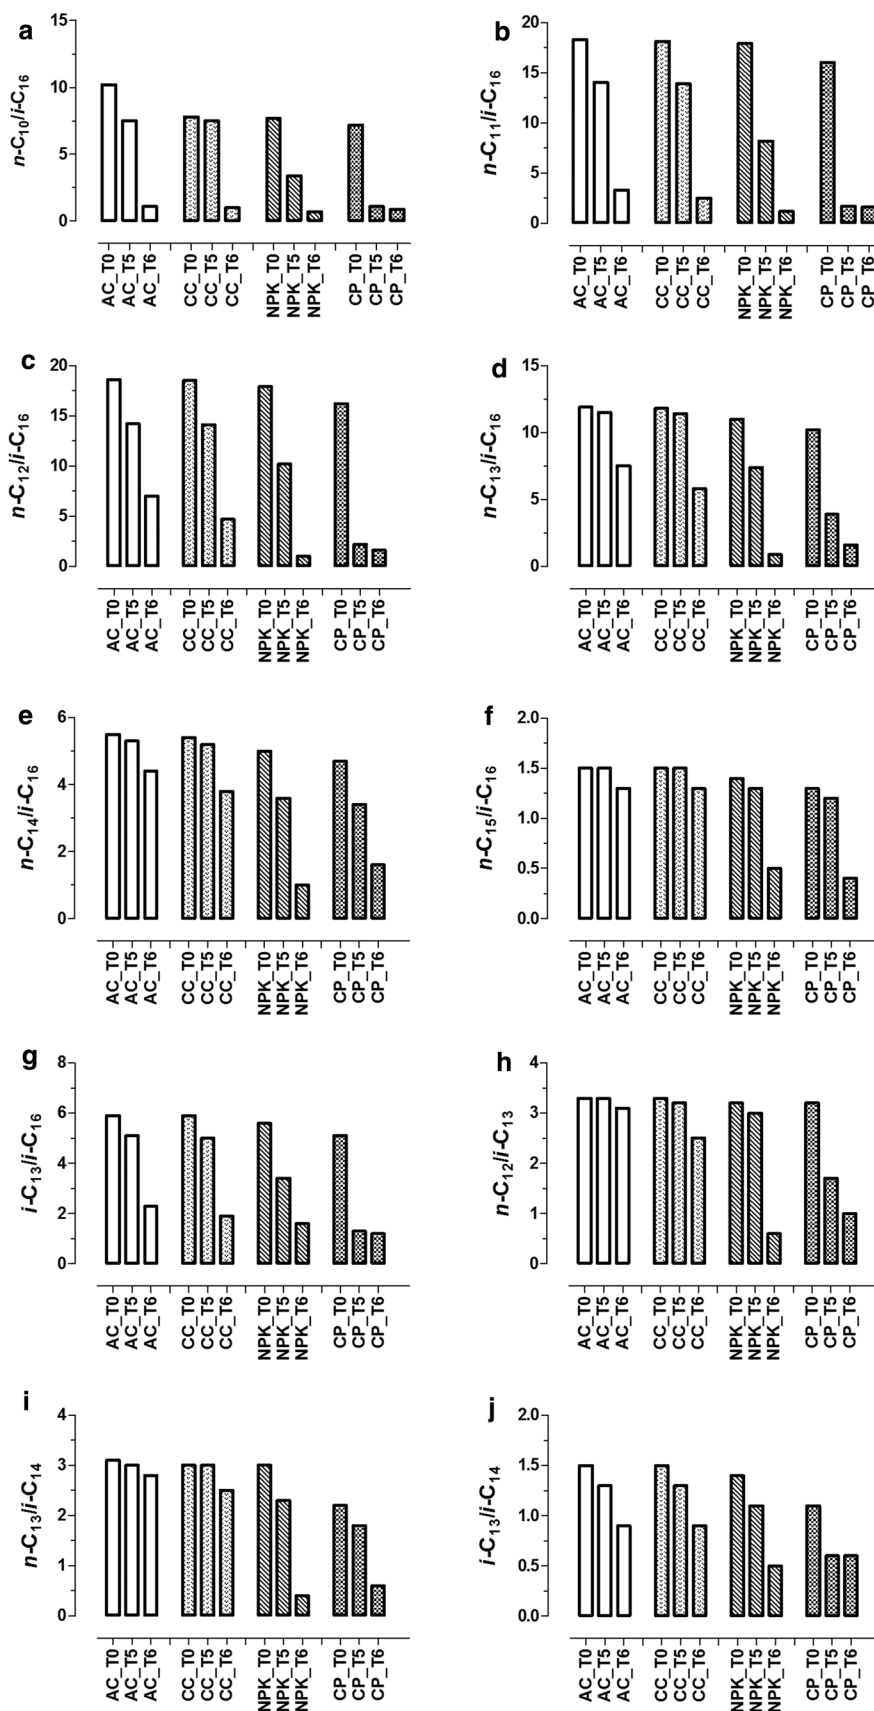 a
n-C10/i-C16
15
10
5
0
AC_T0
AC_T5
AC_T6
CC_T0
CC_T5
CC_T6
NPK_T0
NPK_T5
NPK_T6
CP_T0
CP_T5
CP_T6
b
n-C11/i-C16
20
15
10
5
0
AC_T0
AC_T5
AC_T6
CC_T0
CC_T5
CC_T6
NPK_T0
NPK_T5
NPK_T6
CP_T0
CP_T5
CP_T6
c
n-C12/i-C16
20
15
10
5
0
AC_T0
AC_T5
AC_T6
CC_T0
CC_T5
CC_T6
NPK_T0
NPK_T5
NPK_T6
CP_T0
CP_T5
CP_T6
d
n-C13/i-C16
15
10
5
0
AC_T0
AC_T5
AC_T6
CC_T0
CC_T5
CC_T6
NPK_T0
NPK_T5
NPK_T6
CP_T0
CP_T5
CP_T6
e
n-C14/i-C16
6
4
2
0
AC_T0
AC_T5
AC_T6
CC_T0
CC_T5
CC_T6
NPK_T0
NPK_T5
NPK_T6
CP_T0
CP_T5
CP_T6
f
n-C15/i-C16
2.0
1.5
1.0
0.5
0.0
AC_T0
AC_T5
AC_T6
CC_T0
CC_T5
CC_T6
NPK_T0
NPK_T5
NPK_T6
CP_T0
CP_T5
CP_T6
g
i-C13/i-C16
8
6
4
2
0
AC_T0
AC_T5
AC_T6
CC_T0
CC_T5
CC_T6
NPK_T0
NPK_T5
NPK_T6
CP_T0
CP_T5
CP_T6
h
n-C12/i-C13
4
3
2
1
0
AC_T0
AC_T5
AC_T6
CC_T0
CC_T5
CC_T6
NPK_T0
NPK_T5
NPK_T6
CP_T0
CP_T5
CP_T6
i
n-C13/i-C14
4
3
2
1
0
AC_T0
AC_T5
AC_T6
CC_T0
CC_T5
CC_T6
NPK_T0
NPK_T5
NPK_T6
CP_T0
CP_T5
CP_T6
j
i-C13/i-C14
2.0
1.5
1.0
0.5
0.0
AC_T0
AC_T5
AC_T6
CC_T0
CC_T5
CC_T6
NPK_T0
NPK_T5
NPK_T6
CP_T0
CP_T5
CP_T6